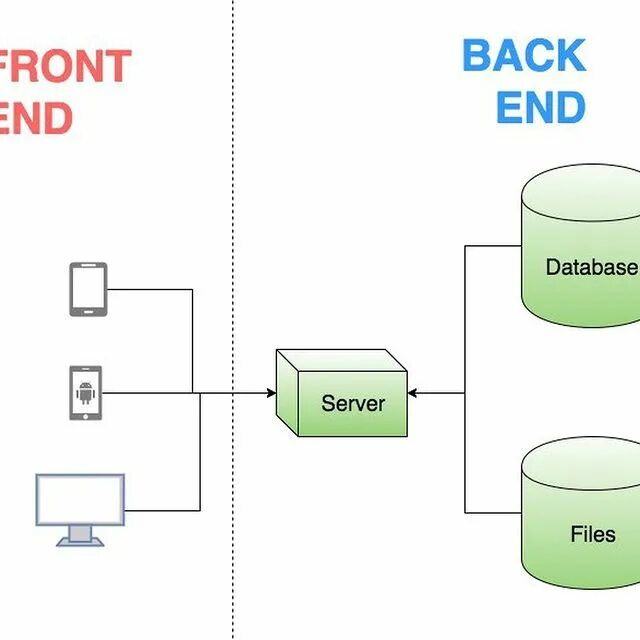 FRONT
END
BACK
END
Database
Server
Files